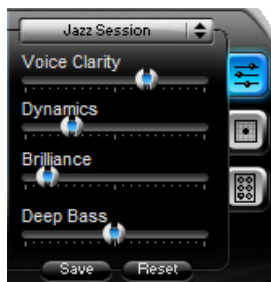 Jazz Session
Voice Clarity
Dynamics
Brilliance
Deep Bass
Save Reset